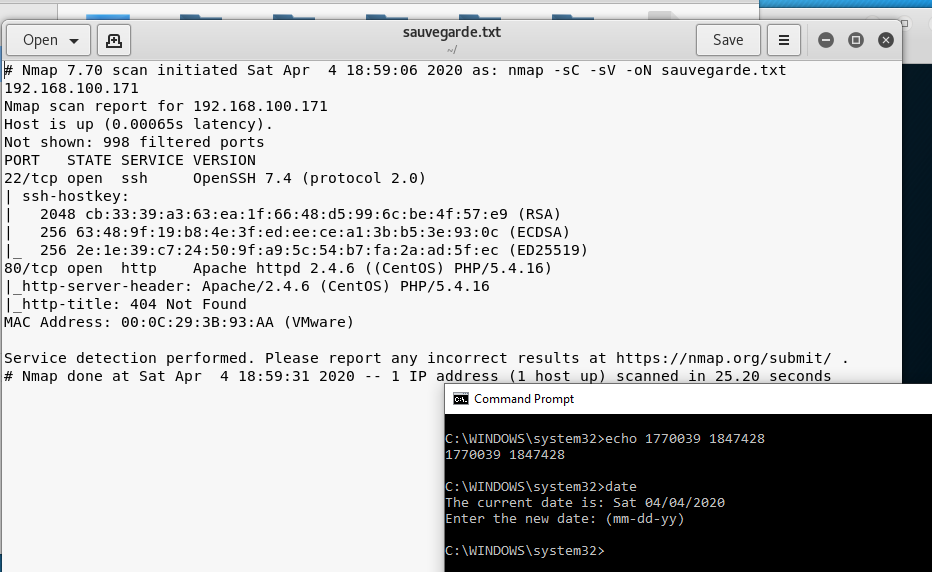 Open
sauvegarde.txt
~/
Save
# Nmap 7.70 scan initiated Sat Apr  4 18:59:06 2020 as: nmap -sC -sV -oN sauvegarde.txt
192.168.100.171
Nmap scan report for 192.168.100.171
Host is up (0.00065s latency).
Not shown: 998 filtered ports
PORT   STATE SERVICE VERSION
22/tcp open  ssh     OpenSSH 7.4 (protocol 2.0)
| ssh-hostkey:
|   2048 cb:33:39:a3:63:ea:1f:66:48:d5:99:6c:be:4f:57:e9 (RSA)
|   256 63:48:9f:19:b8:4e:3f:ed:ee:ce:a1:3b:b5:3e:93:0c (ECDSA)
|_  256 2e:1e:39:c7:24:50:9f:a9:5c:54:b7:fa:2a:ad:5f:ec (ED25519)
80/tcp open  http    Apache httpd 2.4.6 ((CentOS) PHP/5.4.16)
|_http-server-header: Apache/2.4.6 (CentOS) PHP/5.4.16
|_http-title: 404 Not Found
MAC Address: 00:0C:29:3B:93:AA (VMware)
Service detection performed. Please report any incorrect results at https://nmap.org/submit/ .
# Nmap done at Sat Apr  4 18:59:31 2020 -- 1 IP address (1 host up) scanned in 25.20 seconds
Command Prompt
C:\WINDOWS\system32>echo 1770039 1847428
1770039 1847428
C:\WINDOWS\system32>date
The current date is: Sat 04/04/2020
Enter the new date: (mm-dd-yy)
C:\WINDOWS\system32>